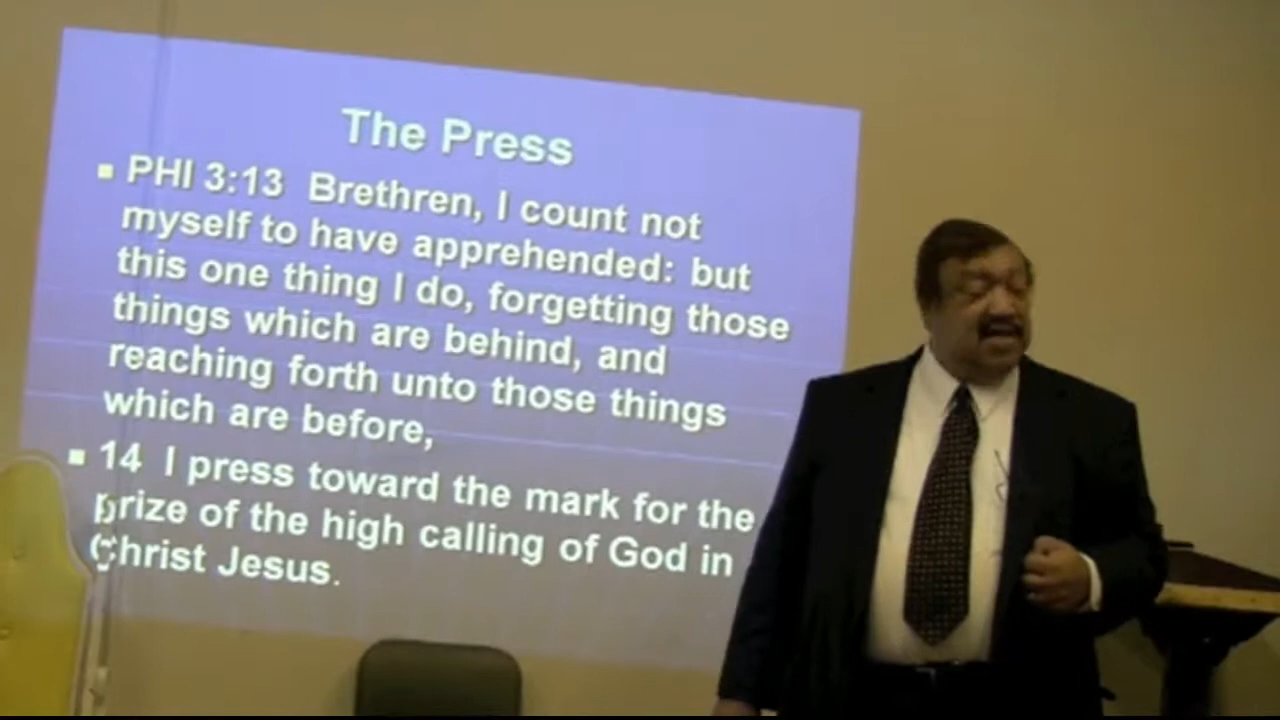 The Press
PHI 3:13 Brethren, I count not
myself to have apprehended: but
this one thing I do, forgetting those
things which are behind, and
reaching forth unto those things
which are before,
14 I press toward the mark for the
prize of the high calling of God in
Christ Jesus.